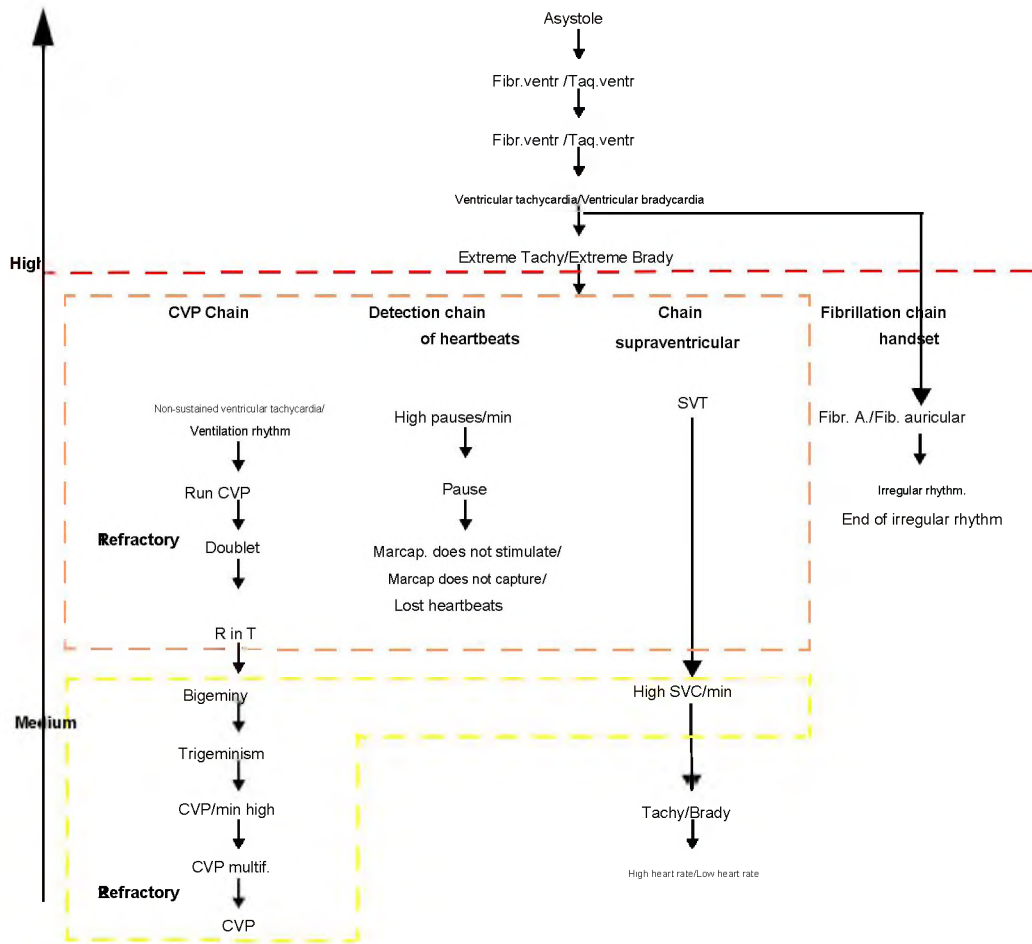 Asystole
Fibr.ventr /Taq.ventr
Fibr.ventr /Taq.ventr
Ventricular tachycardia/Ventricular bradycardia
High
Extreme Tachy/Extreme Brady
CVP Chain
Detection chain
of heartbeats
Chain
supraventricular
Fibrillation chain
handset
Non-sustained ventricular tachycardia/
Ventilation rhythm
Run CVP
Refractory
Doublet
R in T
High pauses/min
Pause
Marcap. does not stimulate/
Marcap does not capture/
Lost heartbeats
SVT
Fibr. A./Fib. auricular
Irregular rhythm.
End of irregular rhythm
Medium
Bigeminy
Trigeminism
CVP/min high
CVP multif.
Refractory
CVP
High SVC/min
Tachy/Brady
High heart rate/Low heart rate